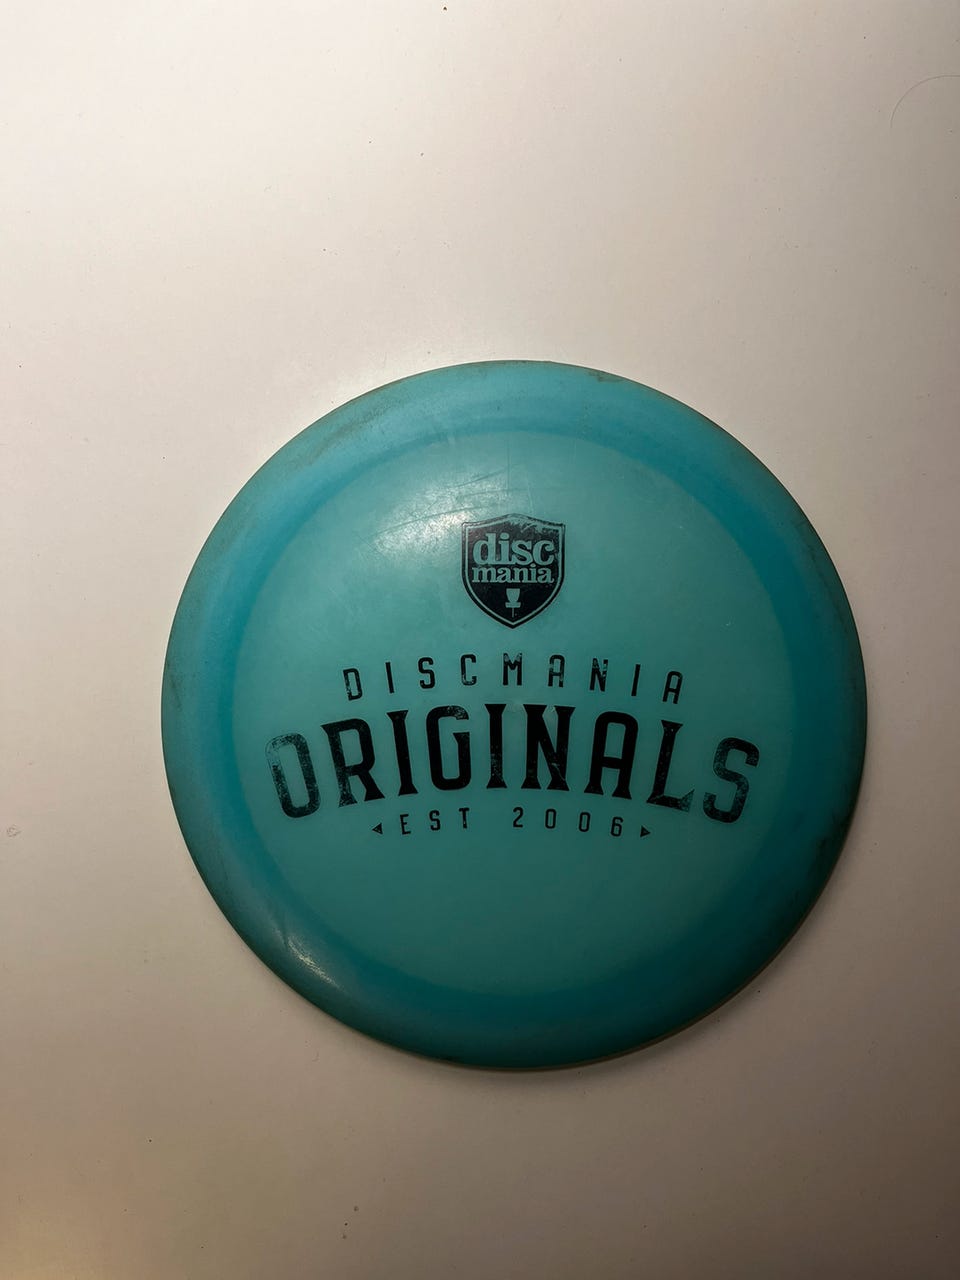 disc
mania
DISCMANIA
ORIGINALS
EST 2006